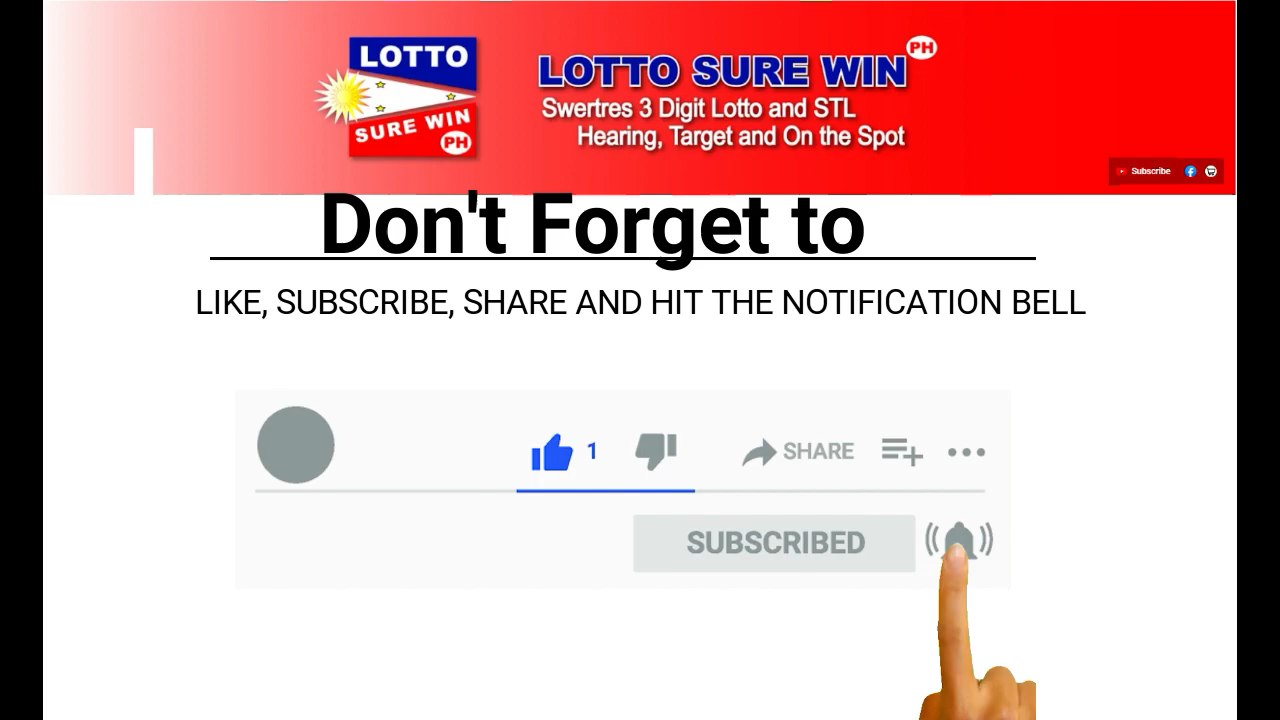 LOTTO
SURE WIN
PH
LOTTO SURE WIN PH
Swertres 3 Digit Lotto and STL
Hearing, Target and On the Spot
Subscribe
Don't Forget to
LIKE, SUBSCRIBE, SHARE AND HIT THE NOTIFICATION BELL
1 SHARE
SUBSCRIBED